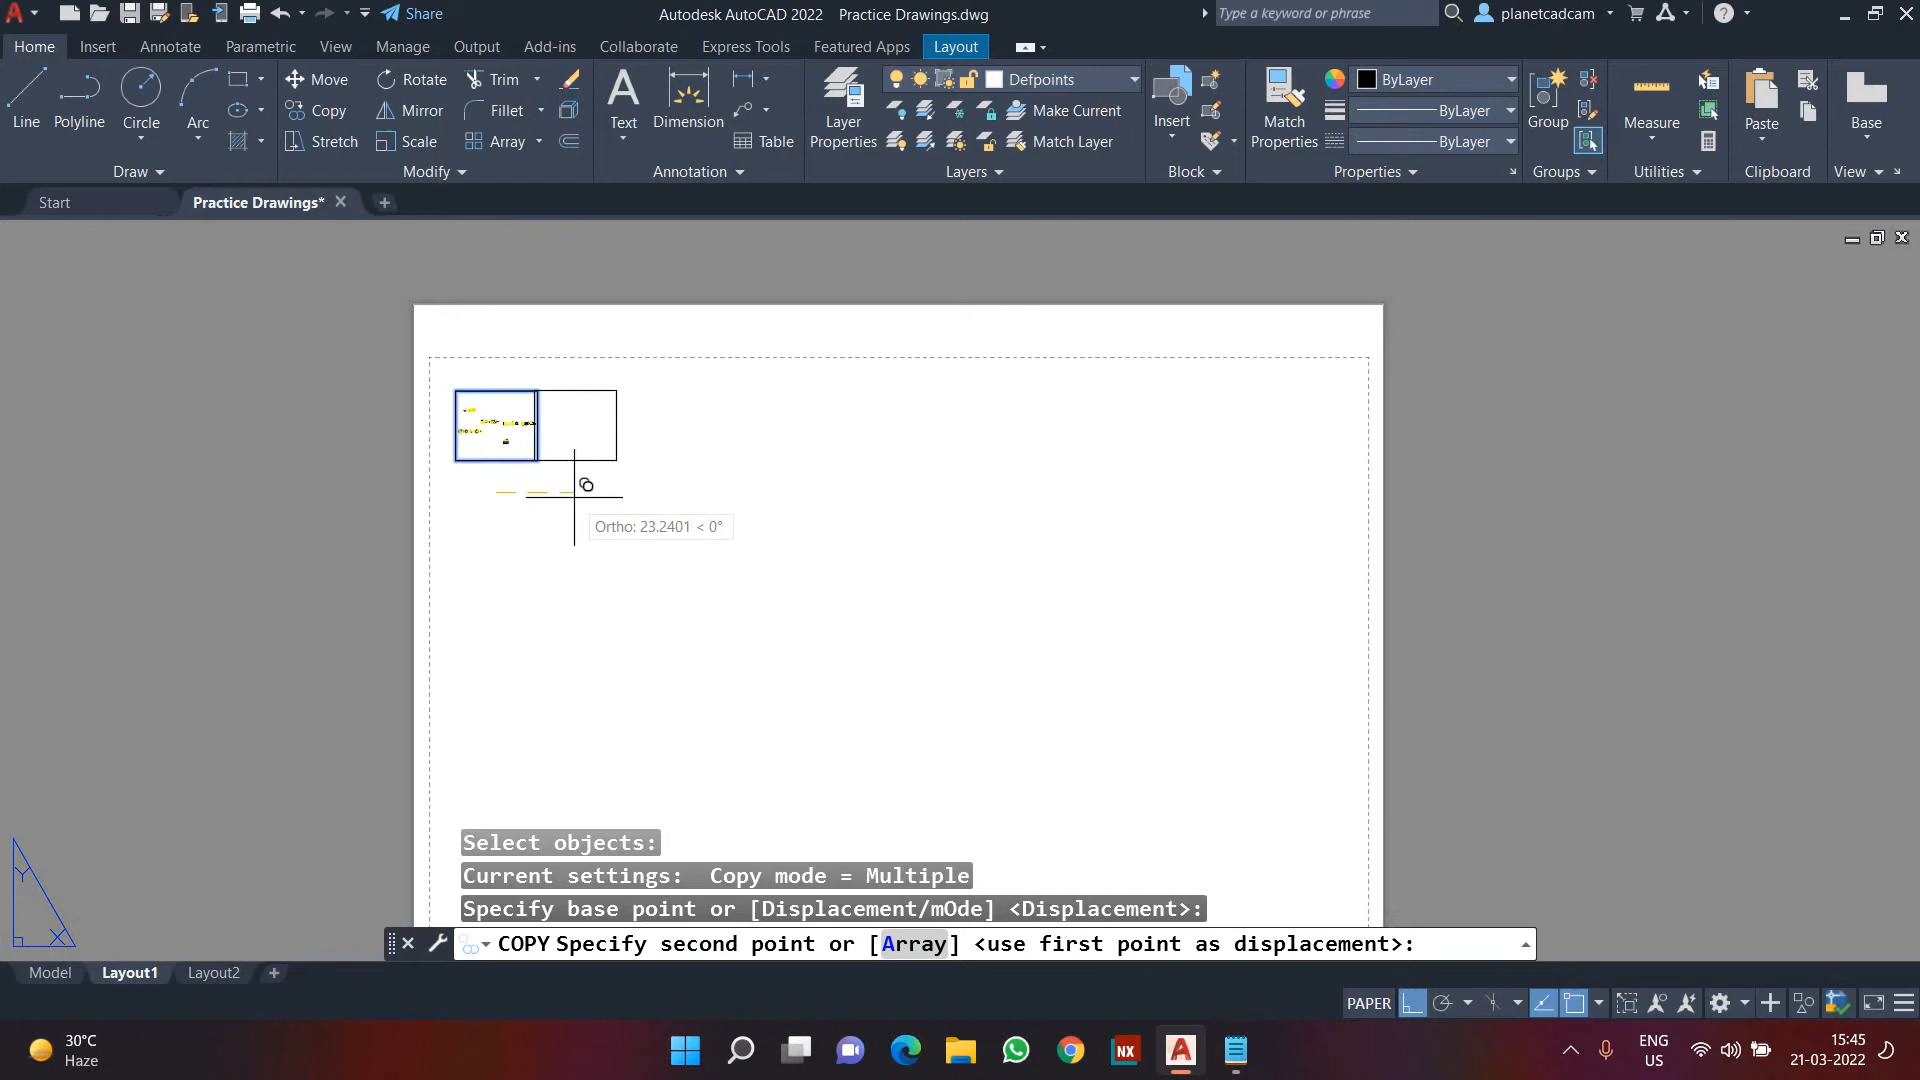 Share
Autodesk AutoCAD 2022 Practice Drawings.dwg
Type a keyword or phrase
planetcadcam
Home Insert Annotate Parametric View Manage Output Add-ins Collaborate Express Tools Featured Apps Layout
Line
Polyline
Circle
Arc
Move
Rotate
Trim
Copy
Mirror
Fillet
Stretch
Scale
Array
Text
Dimension
Table
Layer Properties
Defpoints
Make Current
Match Layer
Insert
Match Properties
ByLayer
ByLayer
ByLayer
Group
Measure
Paste
Base
Draw
Modify
Annotation
Layers
Block
Properties
Groups
Utilities
Clipboard
View
Start
Practice Drawings*
Ortho: 23.2401 < 0°
Y
X
Select objects:
Current settings: Copy mode = Multiple
Specify base point or [Displacement/mOde] <Displacement>:
COPY Specify second point or [Array] <use first point as displacement>:
Model Layout1 Layout2
PAPER
30°C
Haze
NX
ENG
US
15:45
21-03-2022